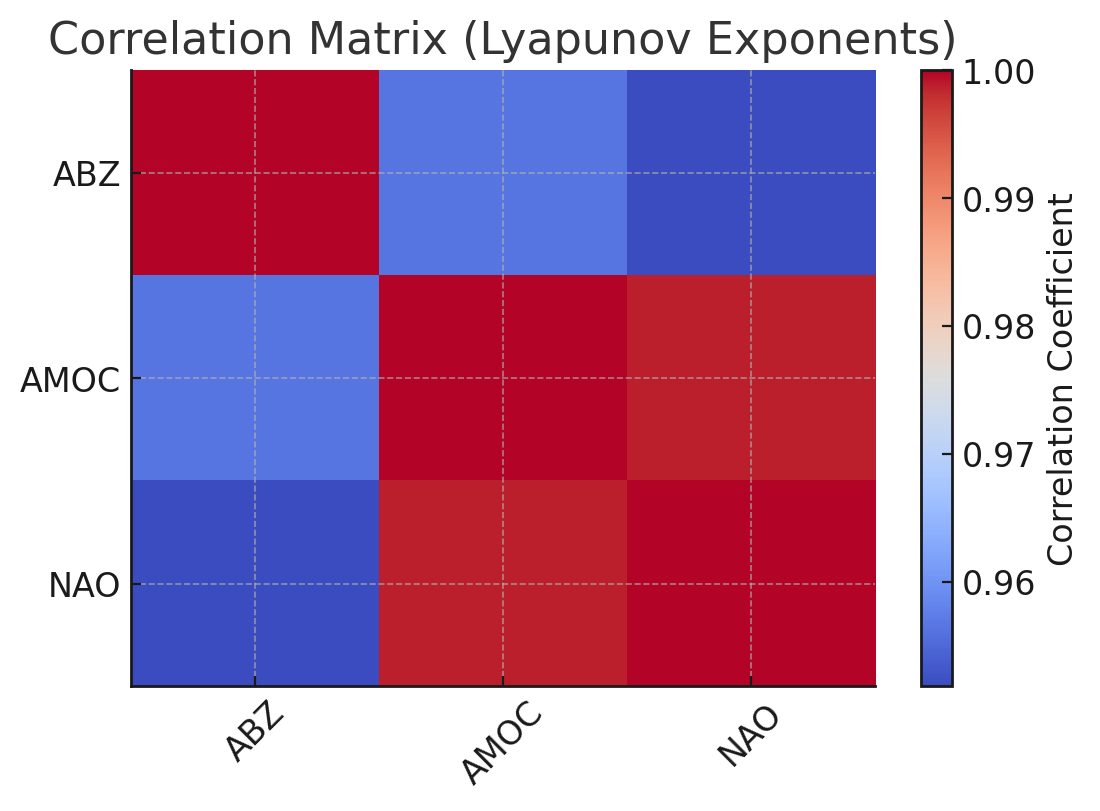 Correlation Matrix (Lyapunov Exponents)
ABZ
AMOC
NAO
ABZ
AMOC
NAO
1.00
0.99
0.98
0.97
0.96
Correlation Coefficient